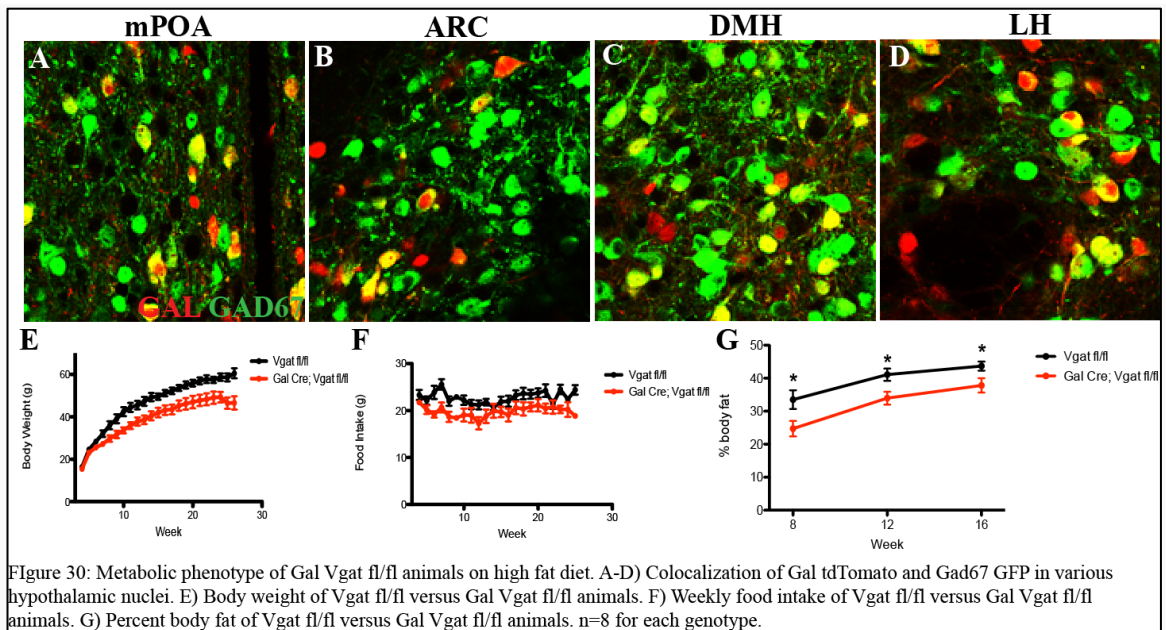 mPOA ARC DMH LH
A B C D
GAL GAD67
E F G
Vgat fl/fl
Gal Cre; Vgat fl/fl
60
40
20
0
Body Weight (g)
10 20 30
Week
Vgat fl/fl
Gal Cre; Vgat fl/fl
30
20
10
0
Food Intake (g)
10 20 30
Week
Vgat fl/fl
Gal Cre; Vgat fl/fl
50
40
30
20
10
0
% body fat
* * *
8 12 16
Week
FIgure 30: Metabolic phenotype of Gal Vgat fl/fl animals on high fat diet. A-D) Colocalization of Gal tdTomato and Gad67 GFP in various
hypothalamic nuclei. E) Body weight of Vgat fl/fl versus Gal Vgat fl/fl animals. F) Weekly food intake of Vgat fl/fl versus Gal Vgat fl/fl
animals. G) Percent body fat of Vgat fl/fl versus Gal Vgat fl/fl animals. n=8 for each genotype.